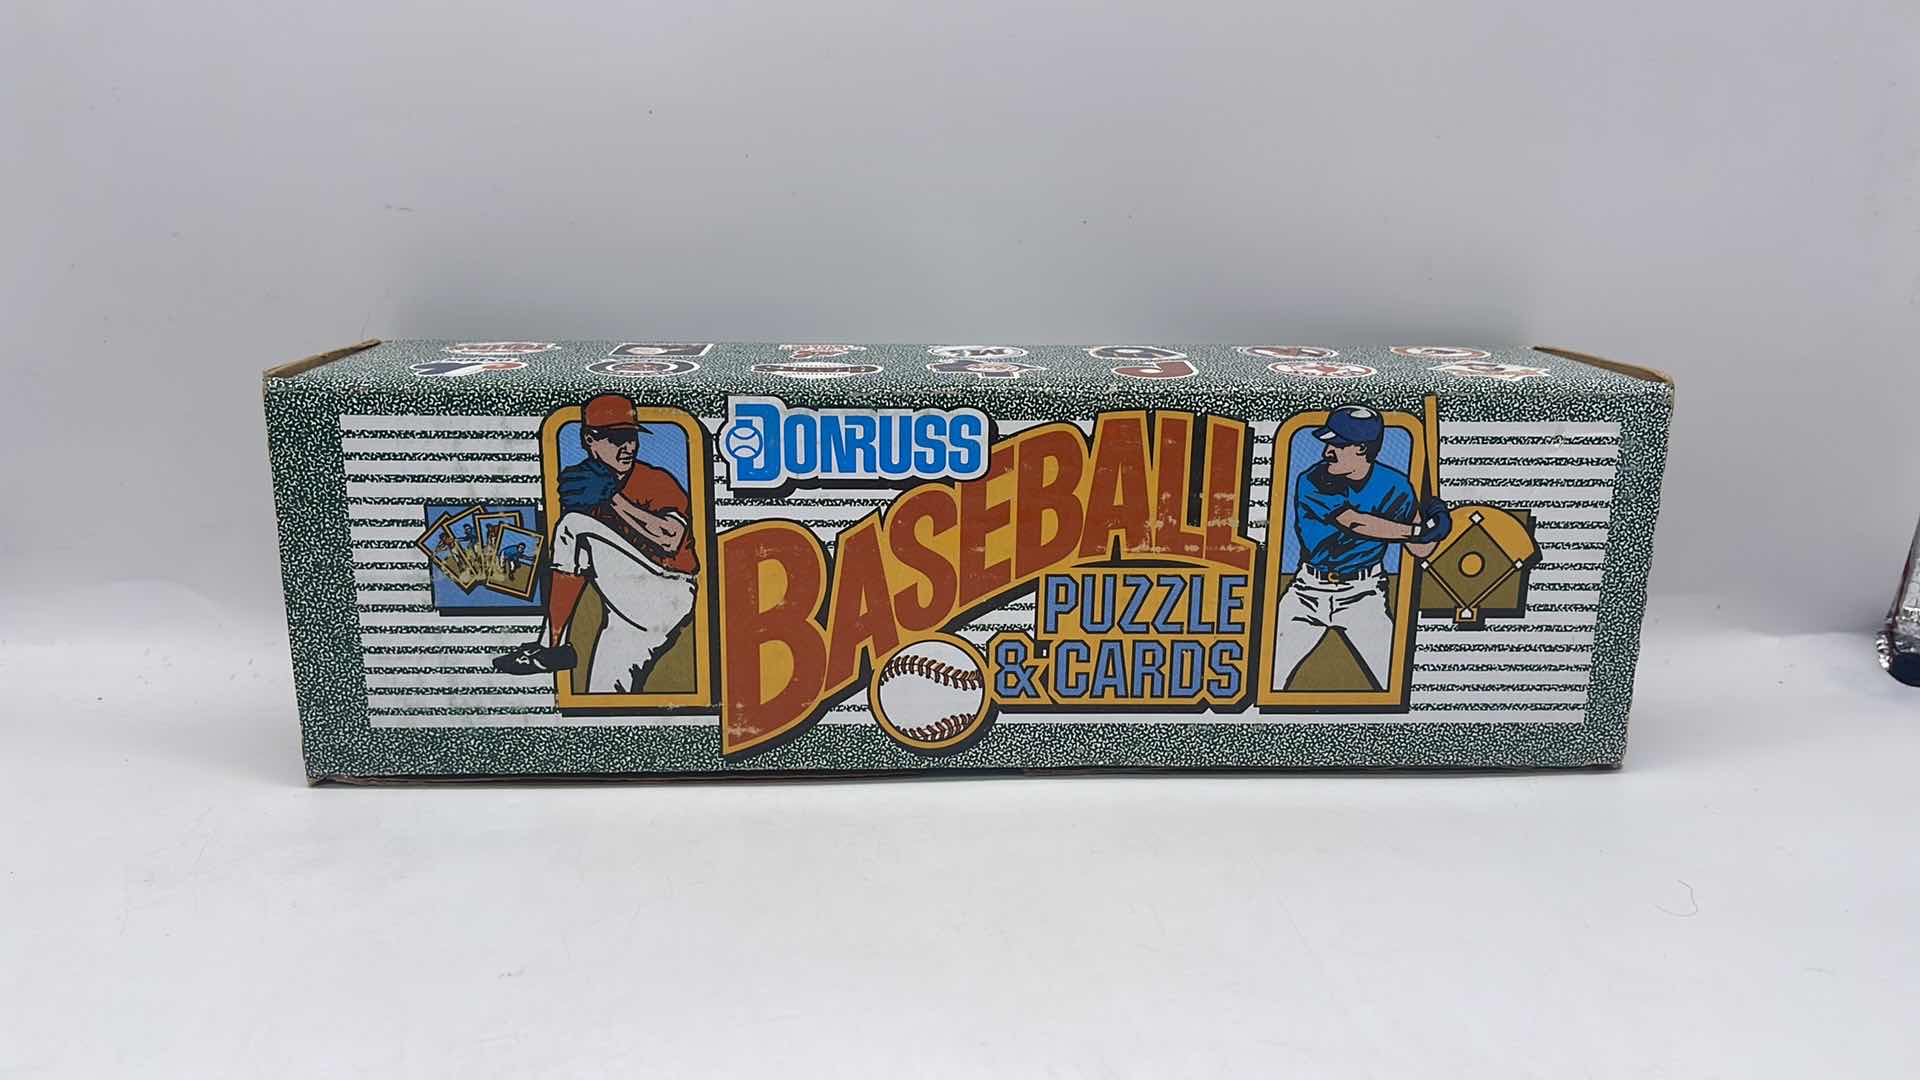 DONRUSS
BASEBALL
PUZZLE
& CARDS